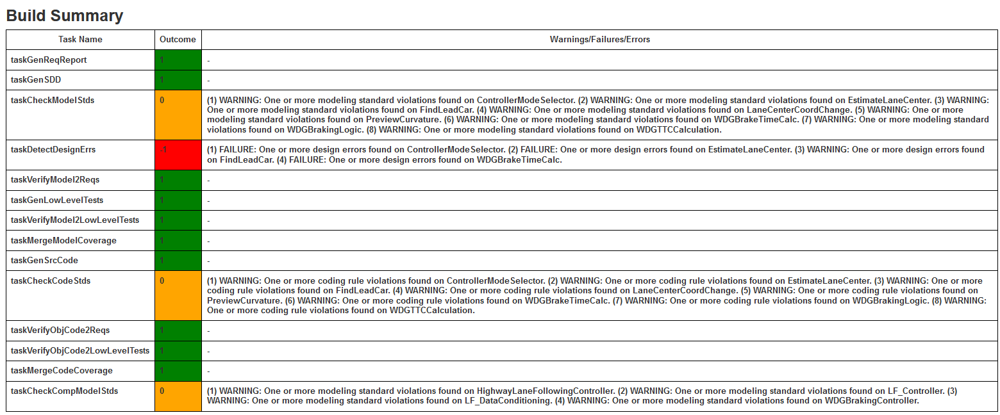 Build Summary
Task Name Outcome Warnings/Failures/Errors
taskGenReqReport 1 -
taskGenSDD 1 -
taskCheckModelStds 0 (1) WARNING: One or more modeling standard violations found on ControllerModeSelector. (2) WARNING: One or more modeling standard violations found on EstimateLaneCenter. (3) WARNING:
One or more modeling standard violations found on FindLeadCar. (4) WARNING: One or more modeling standard violations found on LaneCenterCoordChange. (5) WARNING: One or more
modeling standard violations found on PreviewCurvature. (6) WARNING: One or more modeling standard violations found on WDGBrakeTimeCalc. (7) WARNING: One or more modeling standard
violations found on WDGBrakingLogic. (8) WARNING: One or more modeling standard violations found on WDGTTCCalculation.
taskDetectDesignErrs -1 (1) FAILURE: One or more design errors found on ControllerModeSelector. (2) FAILURE: One or more design errors found on EstimateLaneCenter. (3) WARNING: One or more design errors found
on FindLeadCar. (4) FAILURE: One or more design errors found on WDGBrakeTimeCalc.
taskVerifyModel2Reqs 1 -
taskGenLowLevelTests 1 -
taskVerifyModel2LowLevelTests 1 -
taskMergeModelCoverage 1 -
taskGenSrcCode 1 -
taskCheckCodeStds 0 (1) WARNING: One or more coding rule violations found on ControllerModeSelector. (2) WARNING: One or more coding rule violations found on EstimateLaneCenter. (3) WARNING: One or more
coding rule violations found on FindLeadCar. (4) WARNING: One or more coding rule violations found on LaneCenterCoordChange. (5) WARNING: One or more coding rule violations found on
PreviewCurvature. (6) WARNING: One or more coding rule violations found on WDGBrakeTimeCalc. (7) WARNING: One or more coding rule violations found on WDGBrakingLogic. (8) WARNING:
One or more coding rule violations found on WDGTTCCalculation.
taskVerifyObjCode2Reqs 1 -
taskVerifyObjCode2LowLevelTests 1 -
taskMergeCodeCoverage 1 -
taskCheckCompModelStds 0 (1) WARNING: One or more modeling standard violations found on HighwayLaneFollowingController. (2) WARNING: One or more modeling standard violations found on LF_Controller. (3)
WARNING: One or more modeling standard violations found on LF_DataConditioning. (4) WARNING: One or more modeling standard violations found on WDGBrakingController.